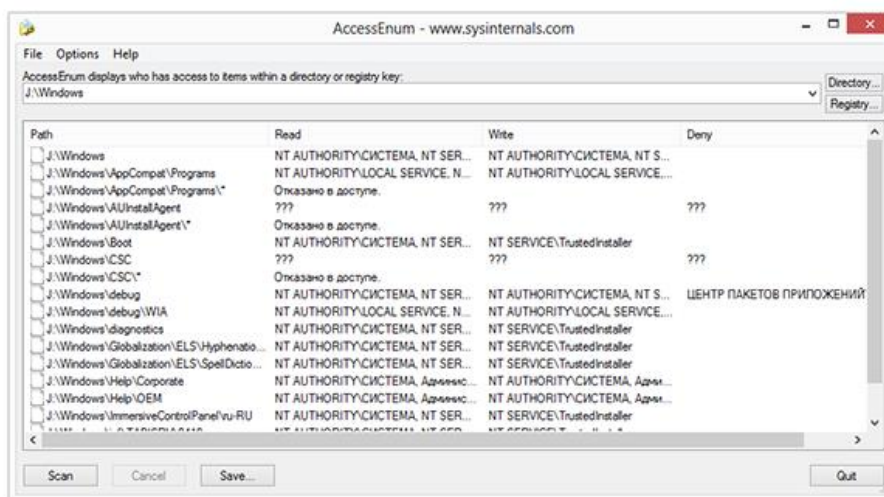 AccessEnum - www.sysinternals.com
File Options Help
AccessEnum displays who has access to items within a directory or registry key:
J:\Windows
Directory...
Registry...
Path Read Write Deny
J:\Windows NT AUTHORITY\СИСТЕМА, NT SER... NT AUTHORITY\СИСТЕМА, NT S...
J:\Windows\AppCompat\Programs NT AUTHORITY\LOCAL SERVICE, N... NT AUTHORITY\LOCAL SERVICE,...
J:\Windows\AppCompat\Programs\* Отказано в доступе.
J:\Windows\AUInstallAgent ??? ??? ???
J:\Windows\AUInstallAgent\* Отказано в доступе.
J:\Windows\Boot NT AUTHORITY\СИСТЕМА, NT SER... NT SERVICE\TrustedInstaller
J:\Windows\CSC ??? ??? ???
J:\Windows\CSC\* Отказано в доступе.
J:\Windows\debug NT AUTHORITY\СИСТЕМА, NT SER... NT AUTHORITY\СИСТЕМА, NT S... ЦЕНТР ПАКЕТОВ ПРИЛОЖЕНИЙ
J:\Windows\debug\WIA NT AUTHORITY\LOCAL SERVICE, N... NT AUTHORITY\LOCAL SERVICE,...
J:\Windows\diagnostics NT AUTHORITY\СИСТЕМА, NT SER... NT SERVICE\TrustedInstaller
J:\Windows\Globalization\ELS\Hyphenatio... NT AUTHORITY\СИСТЕМА, NT SER... NT SERVICE\TrustedInstaller
J:\Windows\Globalization\ELS\SpellDictio... NT AUTHORITY\СИСТЕМА, NT SER... NT SERVICE\TrustedInstaller
J:\Windows\Help\Corporate NT AUTHORITY\СИСТЕМА, Админис... NT AUTHORITY\СИСТЕМА, Адми...
J:\Windows\Help\OEM NT AUTHORITY\СИСТЕМА, Админис... NT AUTHORITY\СИСТЕМА, Адми...
J:\Windows\ImmersiveControlPanel\ru-RU NT AUTHORITY\СИСТЕМА, NT SER... NT SERVICE\TrustedInstaller
Scan Cancel Save... Quit